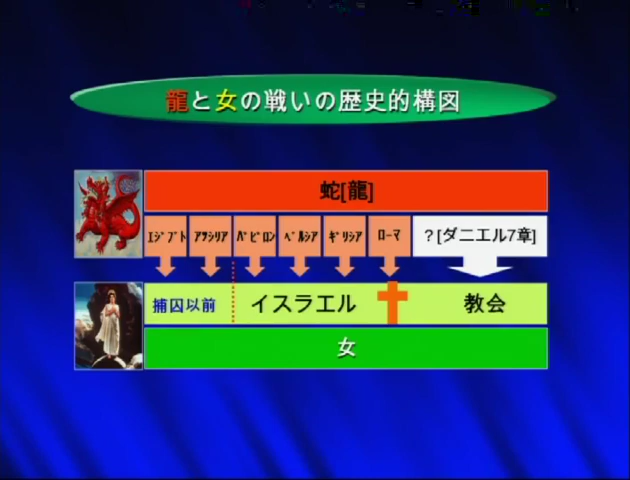 龍と女の戦いの歴史的構図
蛇[龍]
ｴｼﾞﾌﾟﾄ ｱﾂｼﾘｱ ﾊﾞﾋﾞﾛﾝ ﾍﾟﾙｼｱ ｷﾞﾘｼｱ ﾛｰﾏ ？[ダニエル7章]
捕囚以前 イスラエル 教会
女